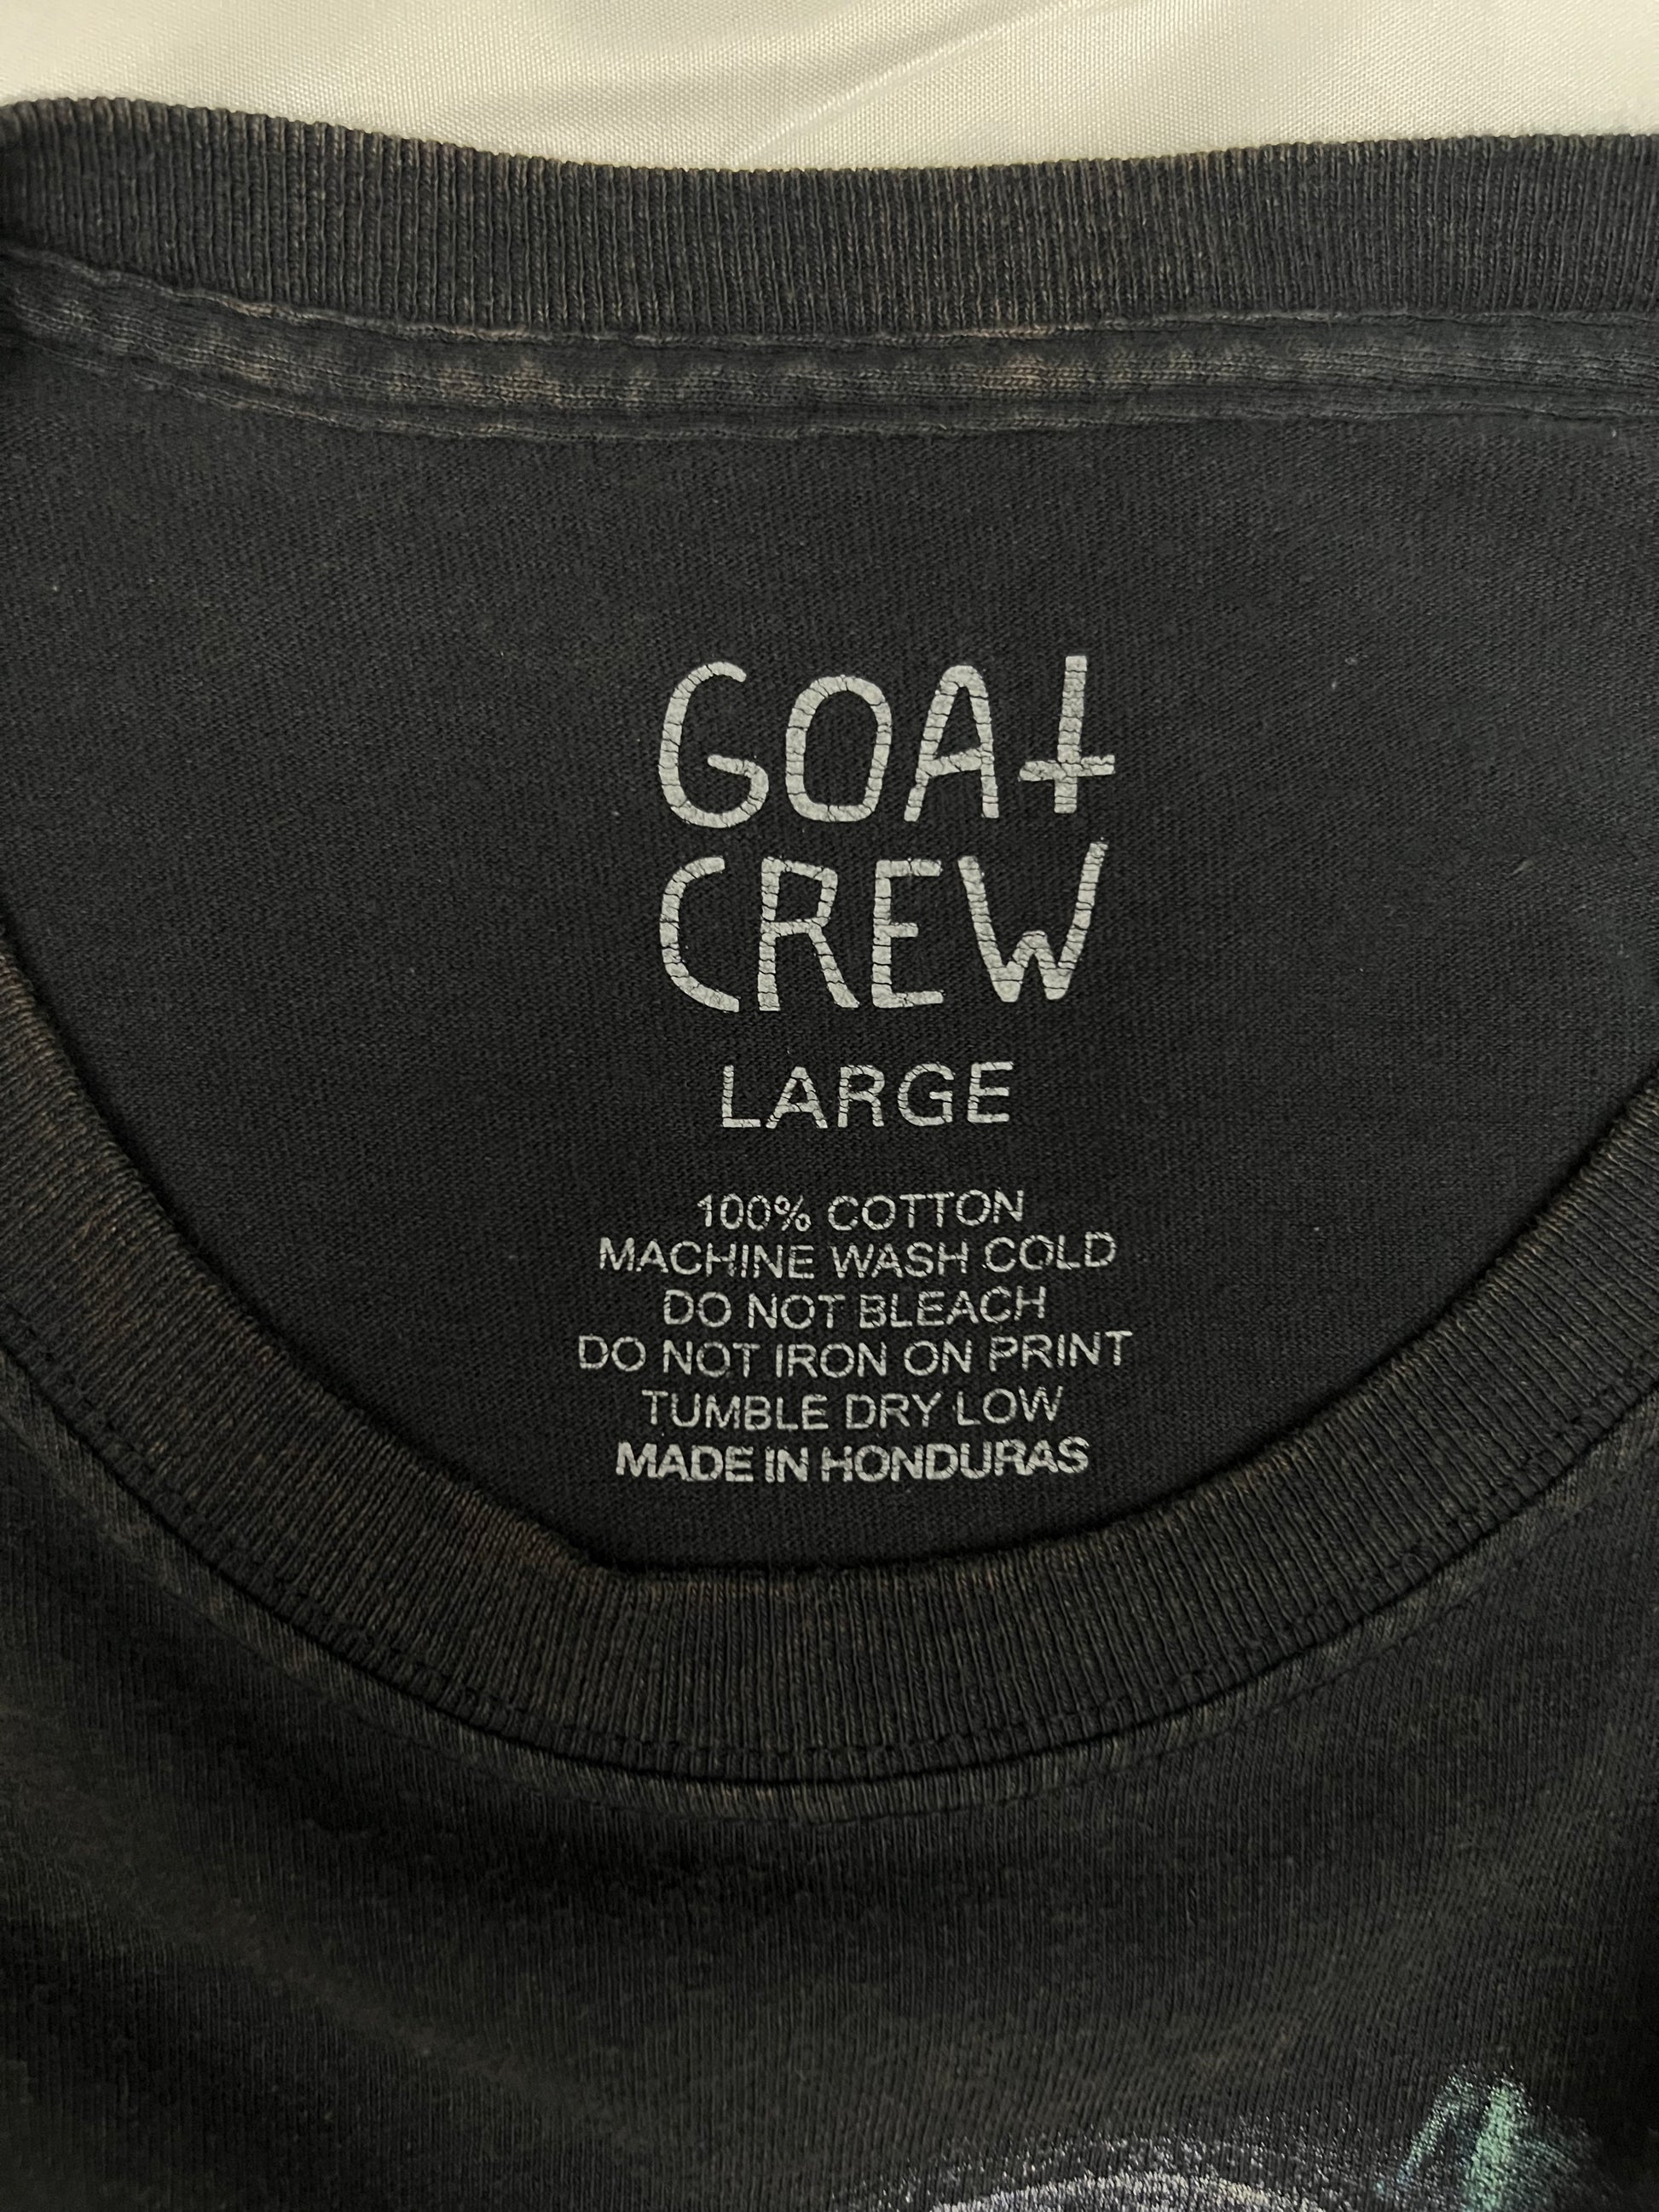 GOAT
CREW
LARGE
100% COTTON
MACHINE WASH COLD
DO NOT BLEACH
DO NOT IRON ON PRINT
TUMBLE DRY LOW
MADE IN HONDURAS